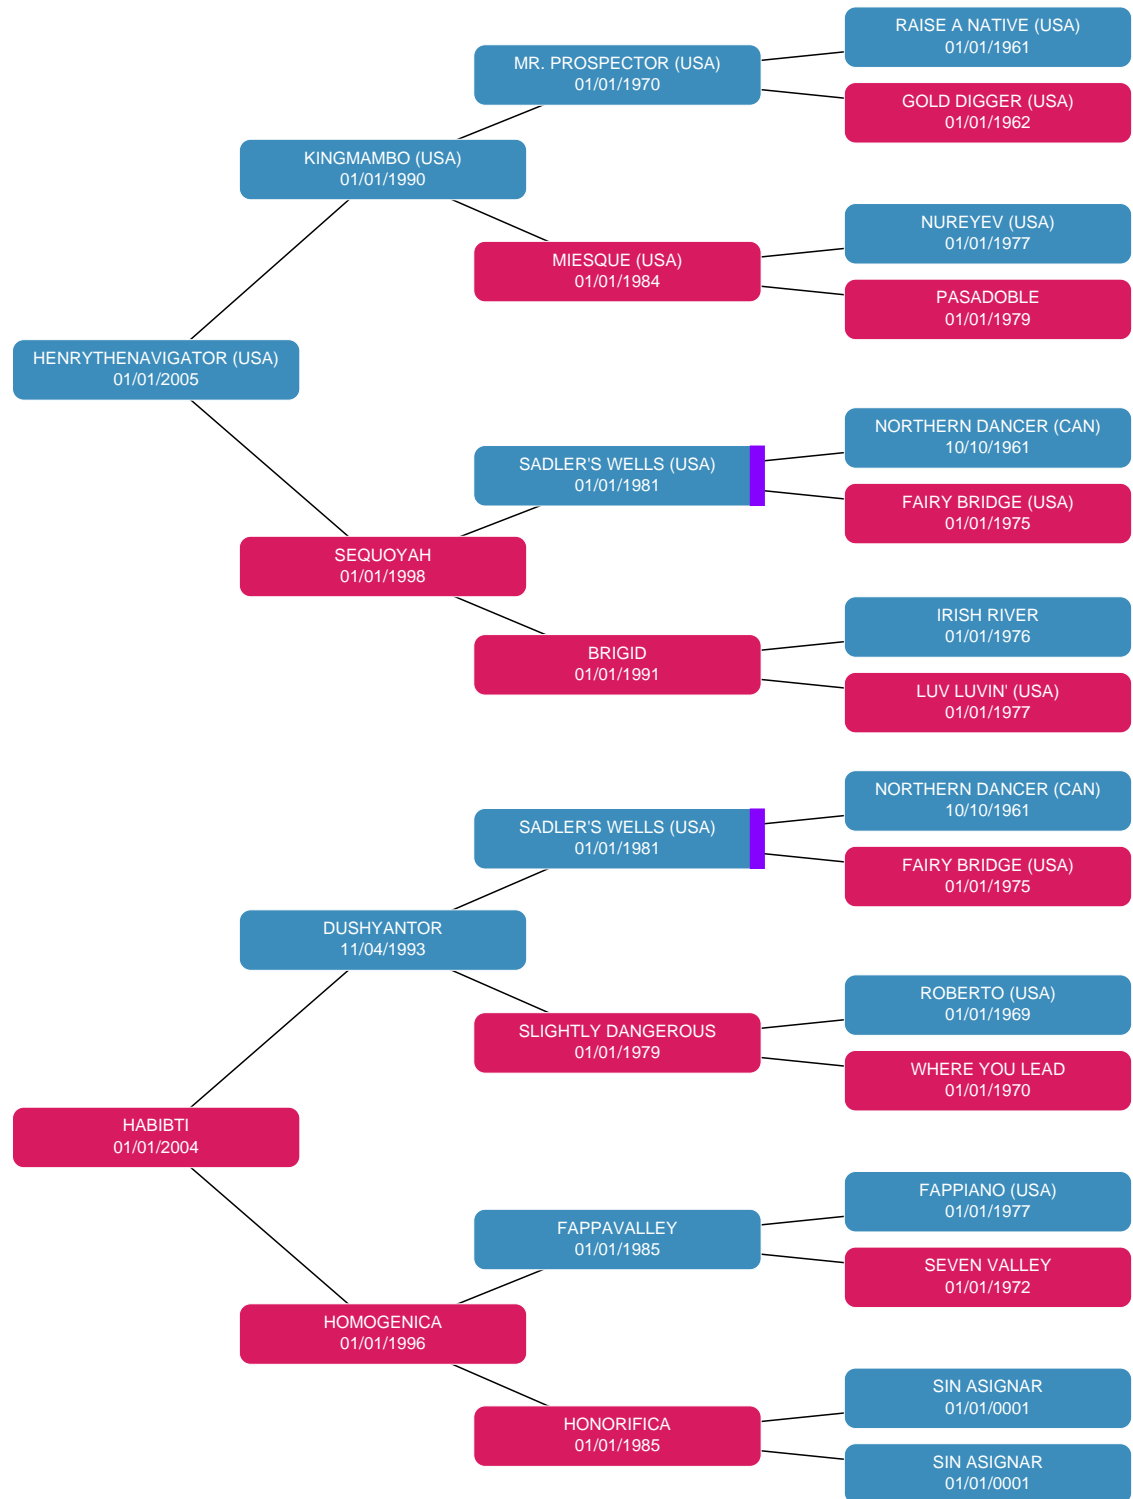 RAISE A NATIVE (USA)
01/01/1961
MR. PROSPECTOR (USA)
01/01/1970
GOLD DIGGER (USA)
01/01/1962
KINGMAMBO (USA)
01/01/1990
NUREYEV (USA)
01/01/1977
MIESQUE (USA)
01/01/1984
PASADOBLE
01/01/1979
HENRYTHENAVIGATOR (USA)
01/01/2005
NORTHERN DANCER (CAN)
10/10/1961
SADLER'S WELLS (USA)
01/01/1981
FAIRY BRIDGE (USA)
01/01/1975
SEQUOYAH
01/01/1998
IRISH RIVER
01/01/1976
BRIGID
01/01/1991
LUV LUVIN' (USA)
01/01/1977
NORTHERN DANCER (CAN)
10/10/1961
SADLER'S WELLS (USA)
01/01/1981
FAIRY BRIDGE (USA)
01/01/1975
DUSHYANTOR
11/04/1993
ROBERTO (USA)
01/01/1969
SLIGHTLY DANGEROUS
01/01/1979
WHERE YOU LEAD
01/01/1970
HABIBTI
01/01/2004
FAPPIANO (USA)
01/01/1977
FAPPAVALLEY
01/01/1985
SEVEN VALLEY
01/01/1972
HOMOGENICA
01/01/1996
SIN ASIGNAR
01/01/0001
HONORIFICA
01/01/1985
SIN ASIGNAR
01/01/0001